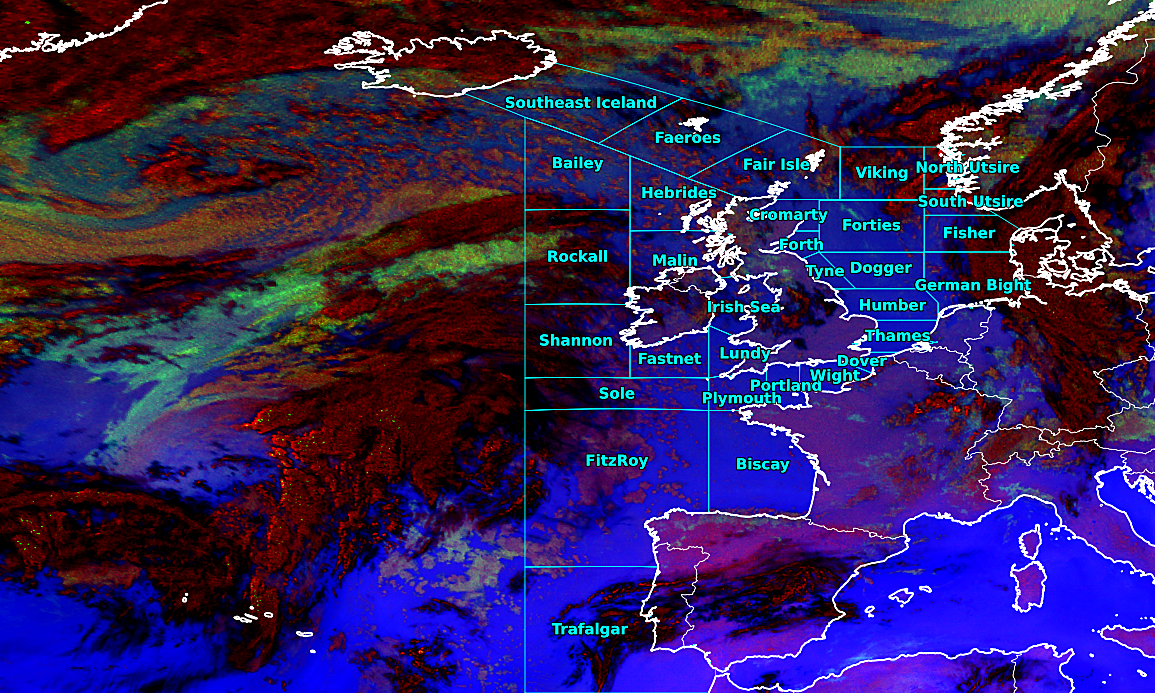 Southeast Iceland
Faeroes
Bailey
Fair Isle
Viking
North Utsire
Hebrides
South Utsire
Cromarty
Forties
Fisher
Forth
Rockall
Malin
Tyne
Dogger
German Bight
Irish Sea
Humber
Shannon
Thames
Fastnet
Lundy
Dover
Wight
Portland
Sole
Plymouth
FitzRoy
Biscay
Trafalgar